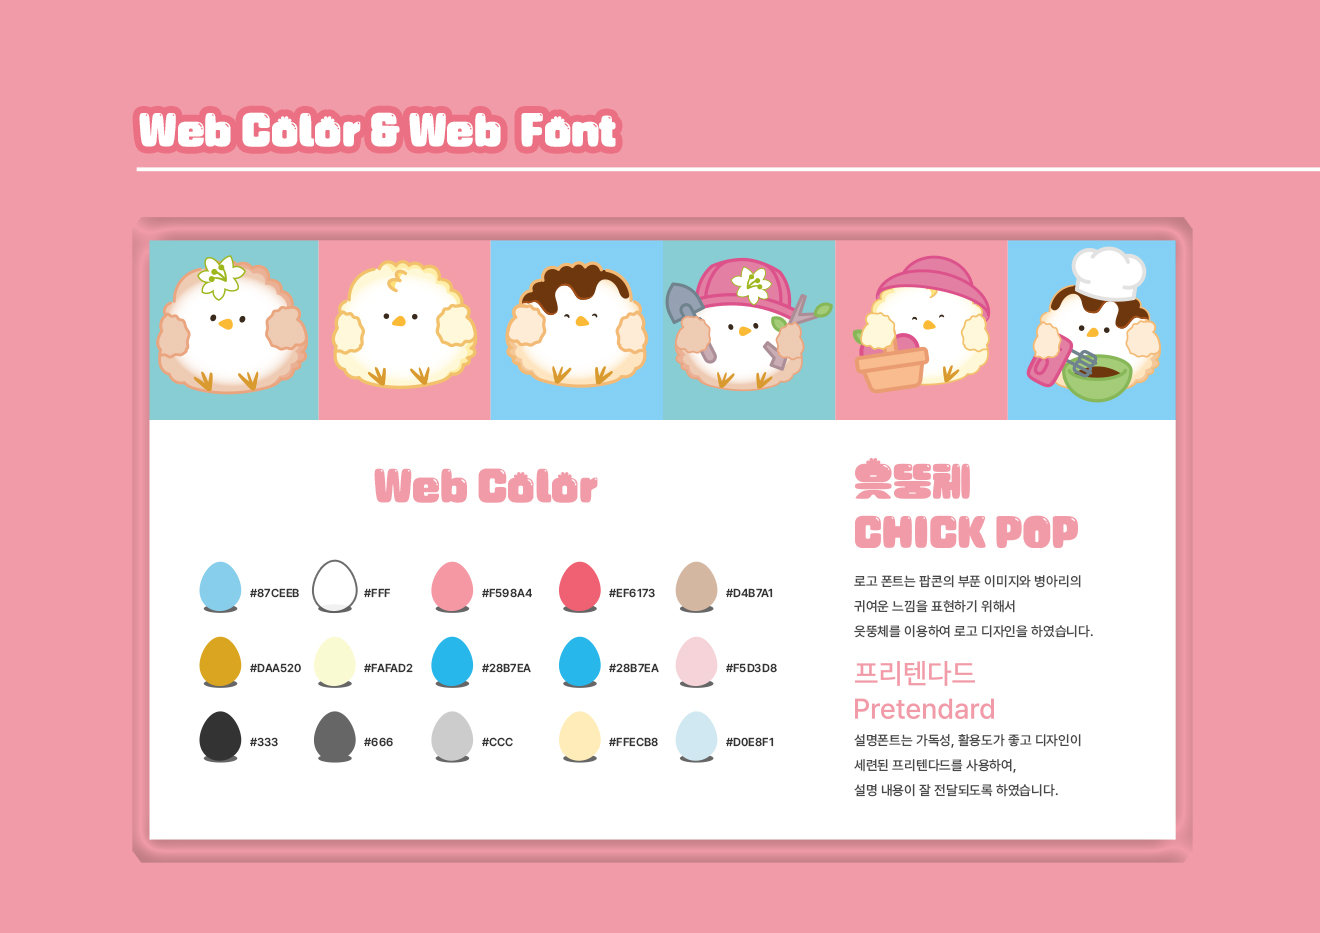 Web Color & Web Font
Web Color
#87CEEB #FFF #F598A4 #EF6173 #D4B7A1
#DAA520 #FAFAD2 #28B7EA #28B7EA #F5D3D8
#333 #666 #CCC #FFECB8 #D0E8F1
읏뚱체
CHICK POP
로고 폰트는 팝콘의 부푼 이미지와 병아리의
귀여운 느낌을 표현하기 위해서
읏뚱체를 이용하여 로고 디자인을 하였습니다.
프리텐다드
Pretendard
설명폰트는 가독성, 활용도가 좋고 디자인이
세련된 프리텐다드를 사용하여,
설명 내용이 잘 전달되도록 하였습니다.